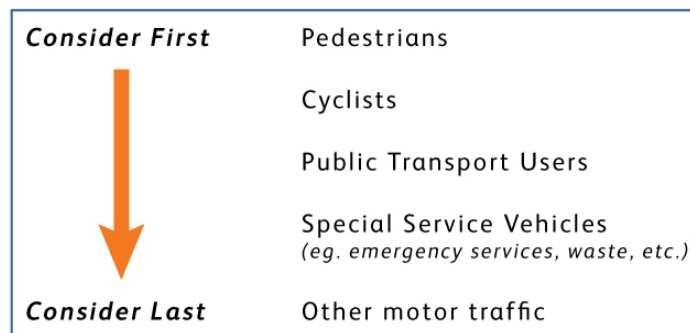 Consider First
Pedestrians
Cyclists
Public Transport Users
Special Service Vehicles
(eg. emergency services, waste, etc.)
Consider Last
Other motor traffic